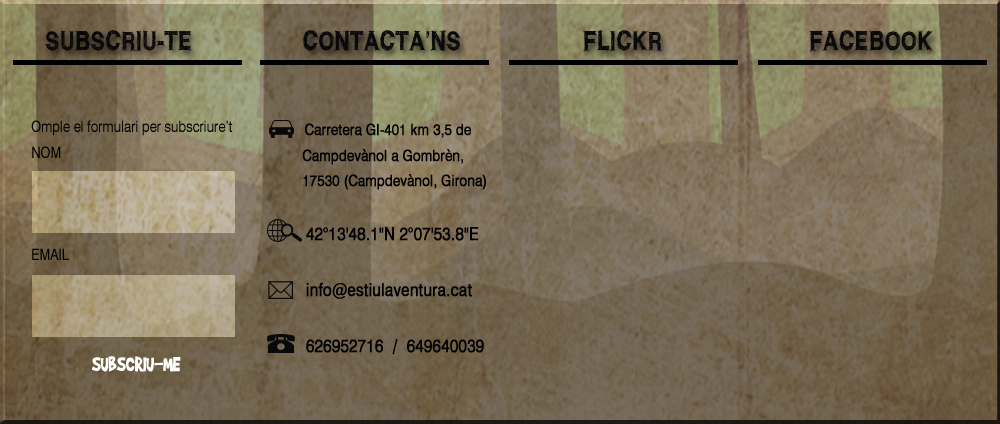 SUBSCRIU-TE
Omple el formulari per subscriure't
NOM
EMAIL
SUBSCRIU-ME
CONTACTA'NS
Carretera GI-401 km 3,5 de
Campdevànol a Gombrèn,
17530 (Campdevànol, Girona)
42°13'48.1"N 2°07'53.8"E
info@estiulaventura.cat
626952716 / 649640039
FLICKR
FACEBOOK